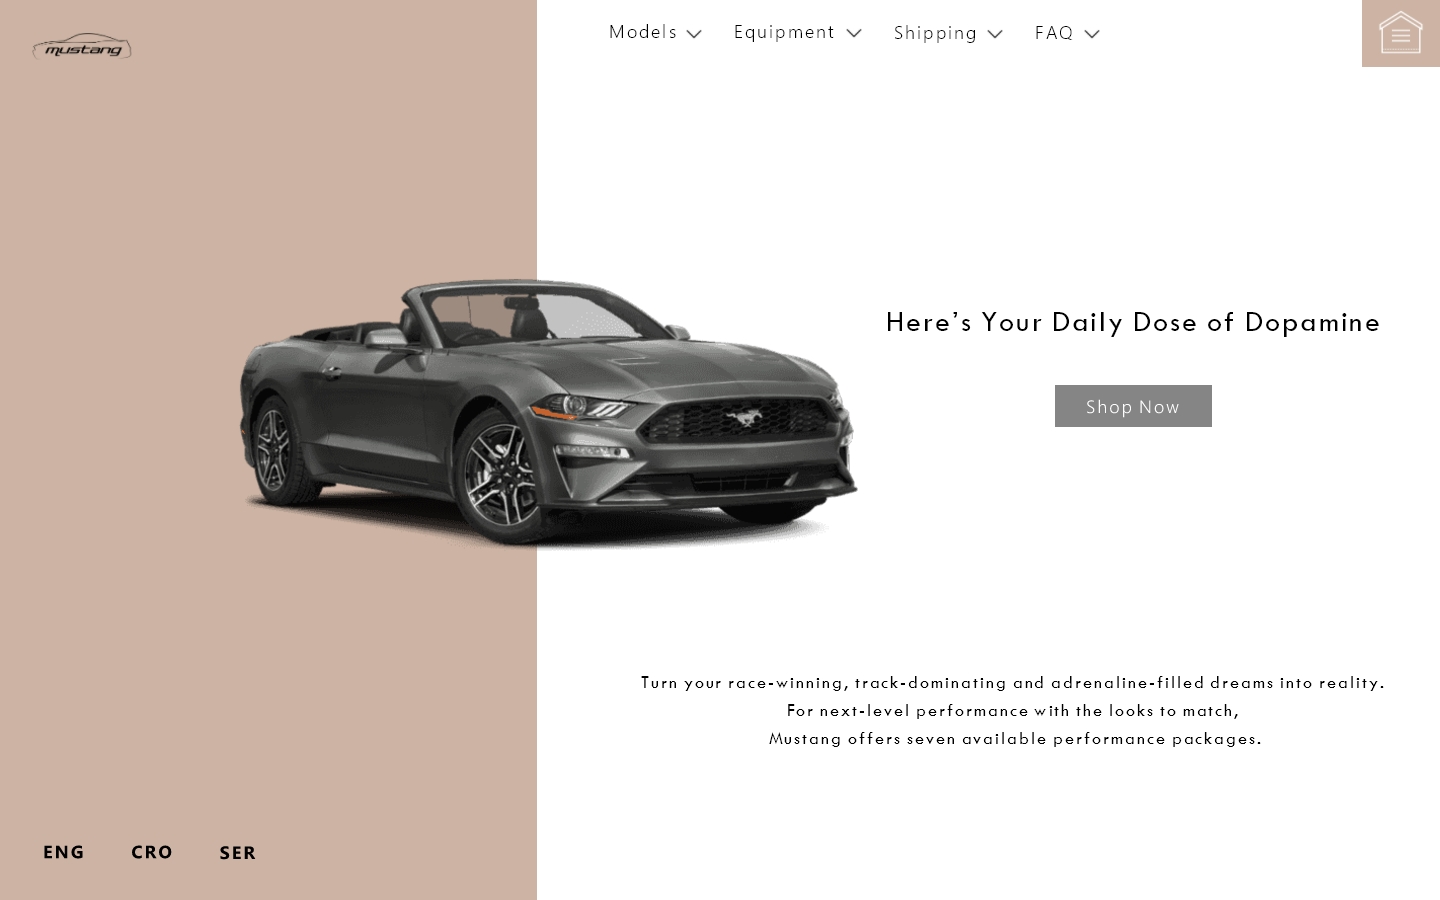 mustang
Models
Equipment
Shipping
FAQ
Here’s Your Daily Dose of Dopamine
Shop Now
Turn your race-winning, track-dominating and adrenaline-filled dreams into reality.
For next-level performance with the looks to match,
Mustang offers seven available performance packages.
ENG
CRO
SER